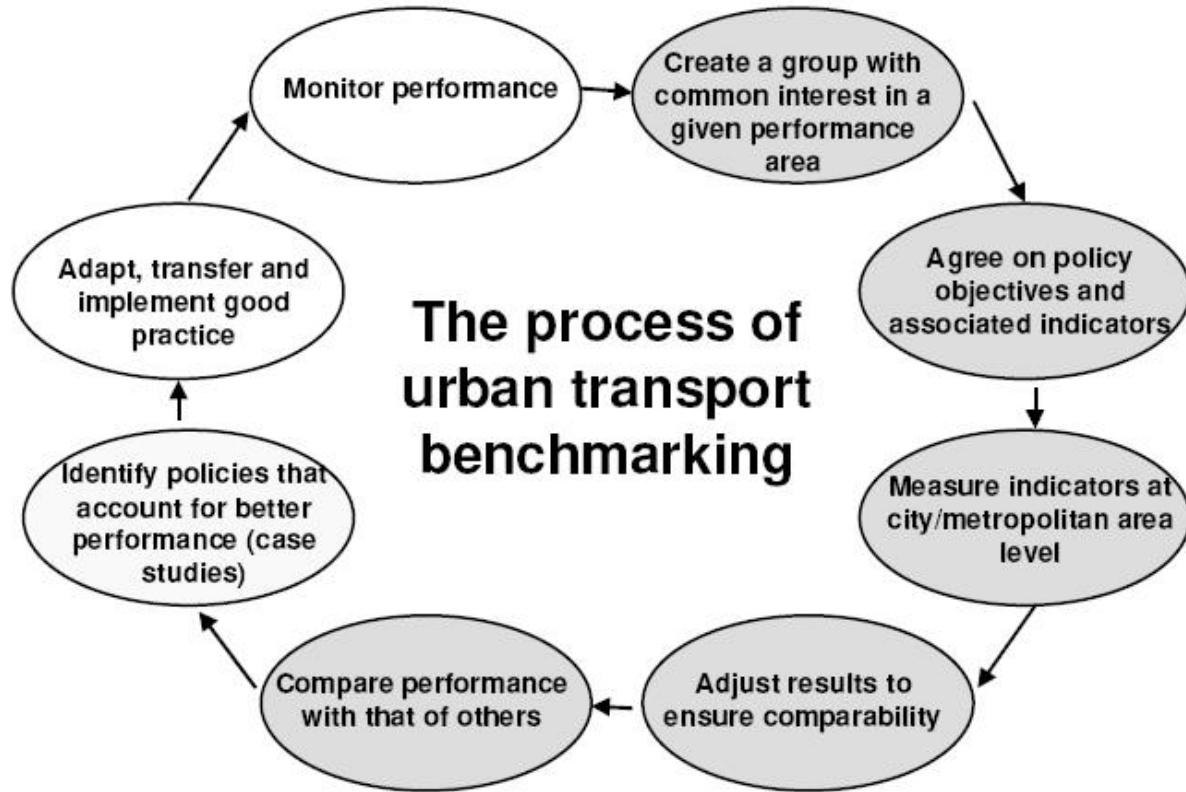 Monitor performance
Create a group with
common interest in a
given performance
area
Agree on policy
objectives and
associated indicators
Measure indicators at
city/metropolitan area
level
Adjust results to
ensure comparability
Compare performance
with that of others
Identify policies that
account for better
performance (case
studies)
Adapt, transfer and
implement good
practice
The process of
urban transport
benchmarking